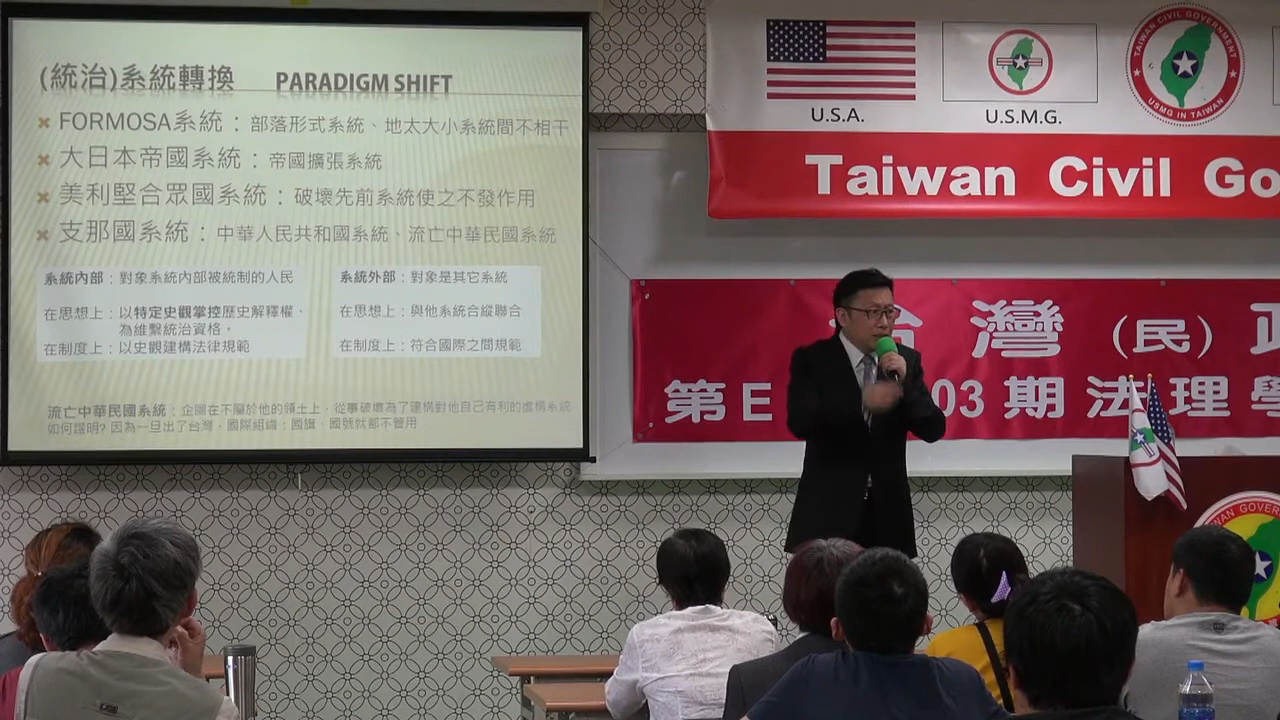 (統治)系統轉換 PARADIGM SHIFT
FORMOSA系統：部落形式系統、地太大小系統間不相干
大日本帝國系統：帝國擴張系統
美利堅合眾國系統：破壞先前系統使之不發作用
支那國系統：中華人民共和國系統、流亡中華民國系統
系統內部：對象系統內部被統制的人民
在思想上：以特定史觀掌控歷史解釋權、
為維繫統治資格。
在制度上：以史觀建構法律規範
系統外部：對象是其它系統
在思想上：與他系統合縱聯合
在制度上：符合國際之間規範
流亡中華民國系統：企圖在不屬於他的領土上，從事破壞為了建構對他自己有利的虛構系統
如何證明？因為一旦出了台灣，國際組織；國旗、國號就都不管用
U.S.A.
U.S.M.G.
TAIWAN CIVIL GOVERNMENT
USMG IN TAIWAN
Taiwan Civil Go
台灣（民）政
第E 03期法理學
WAN GOVER